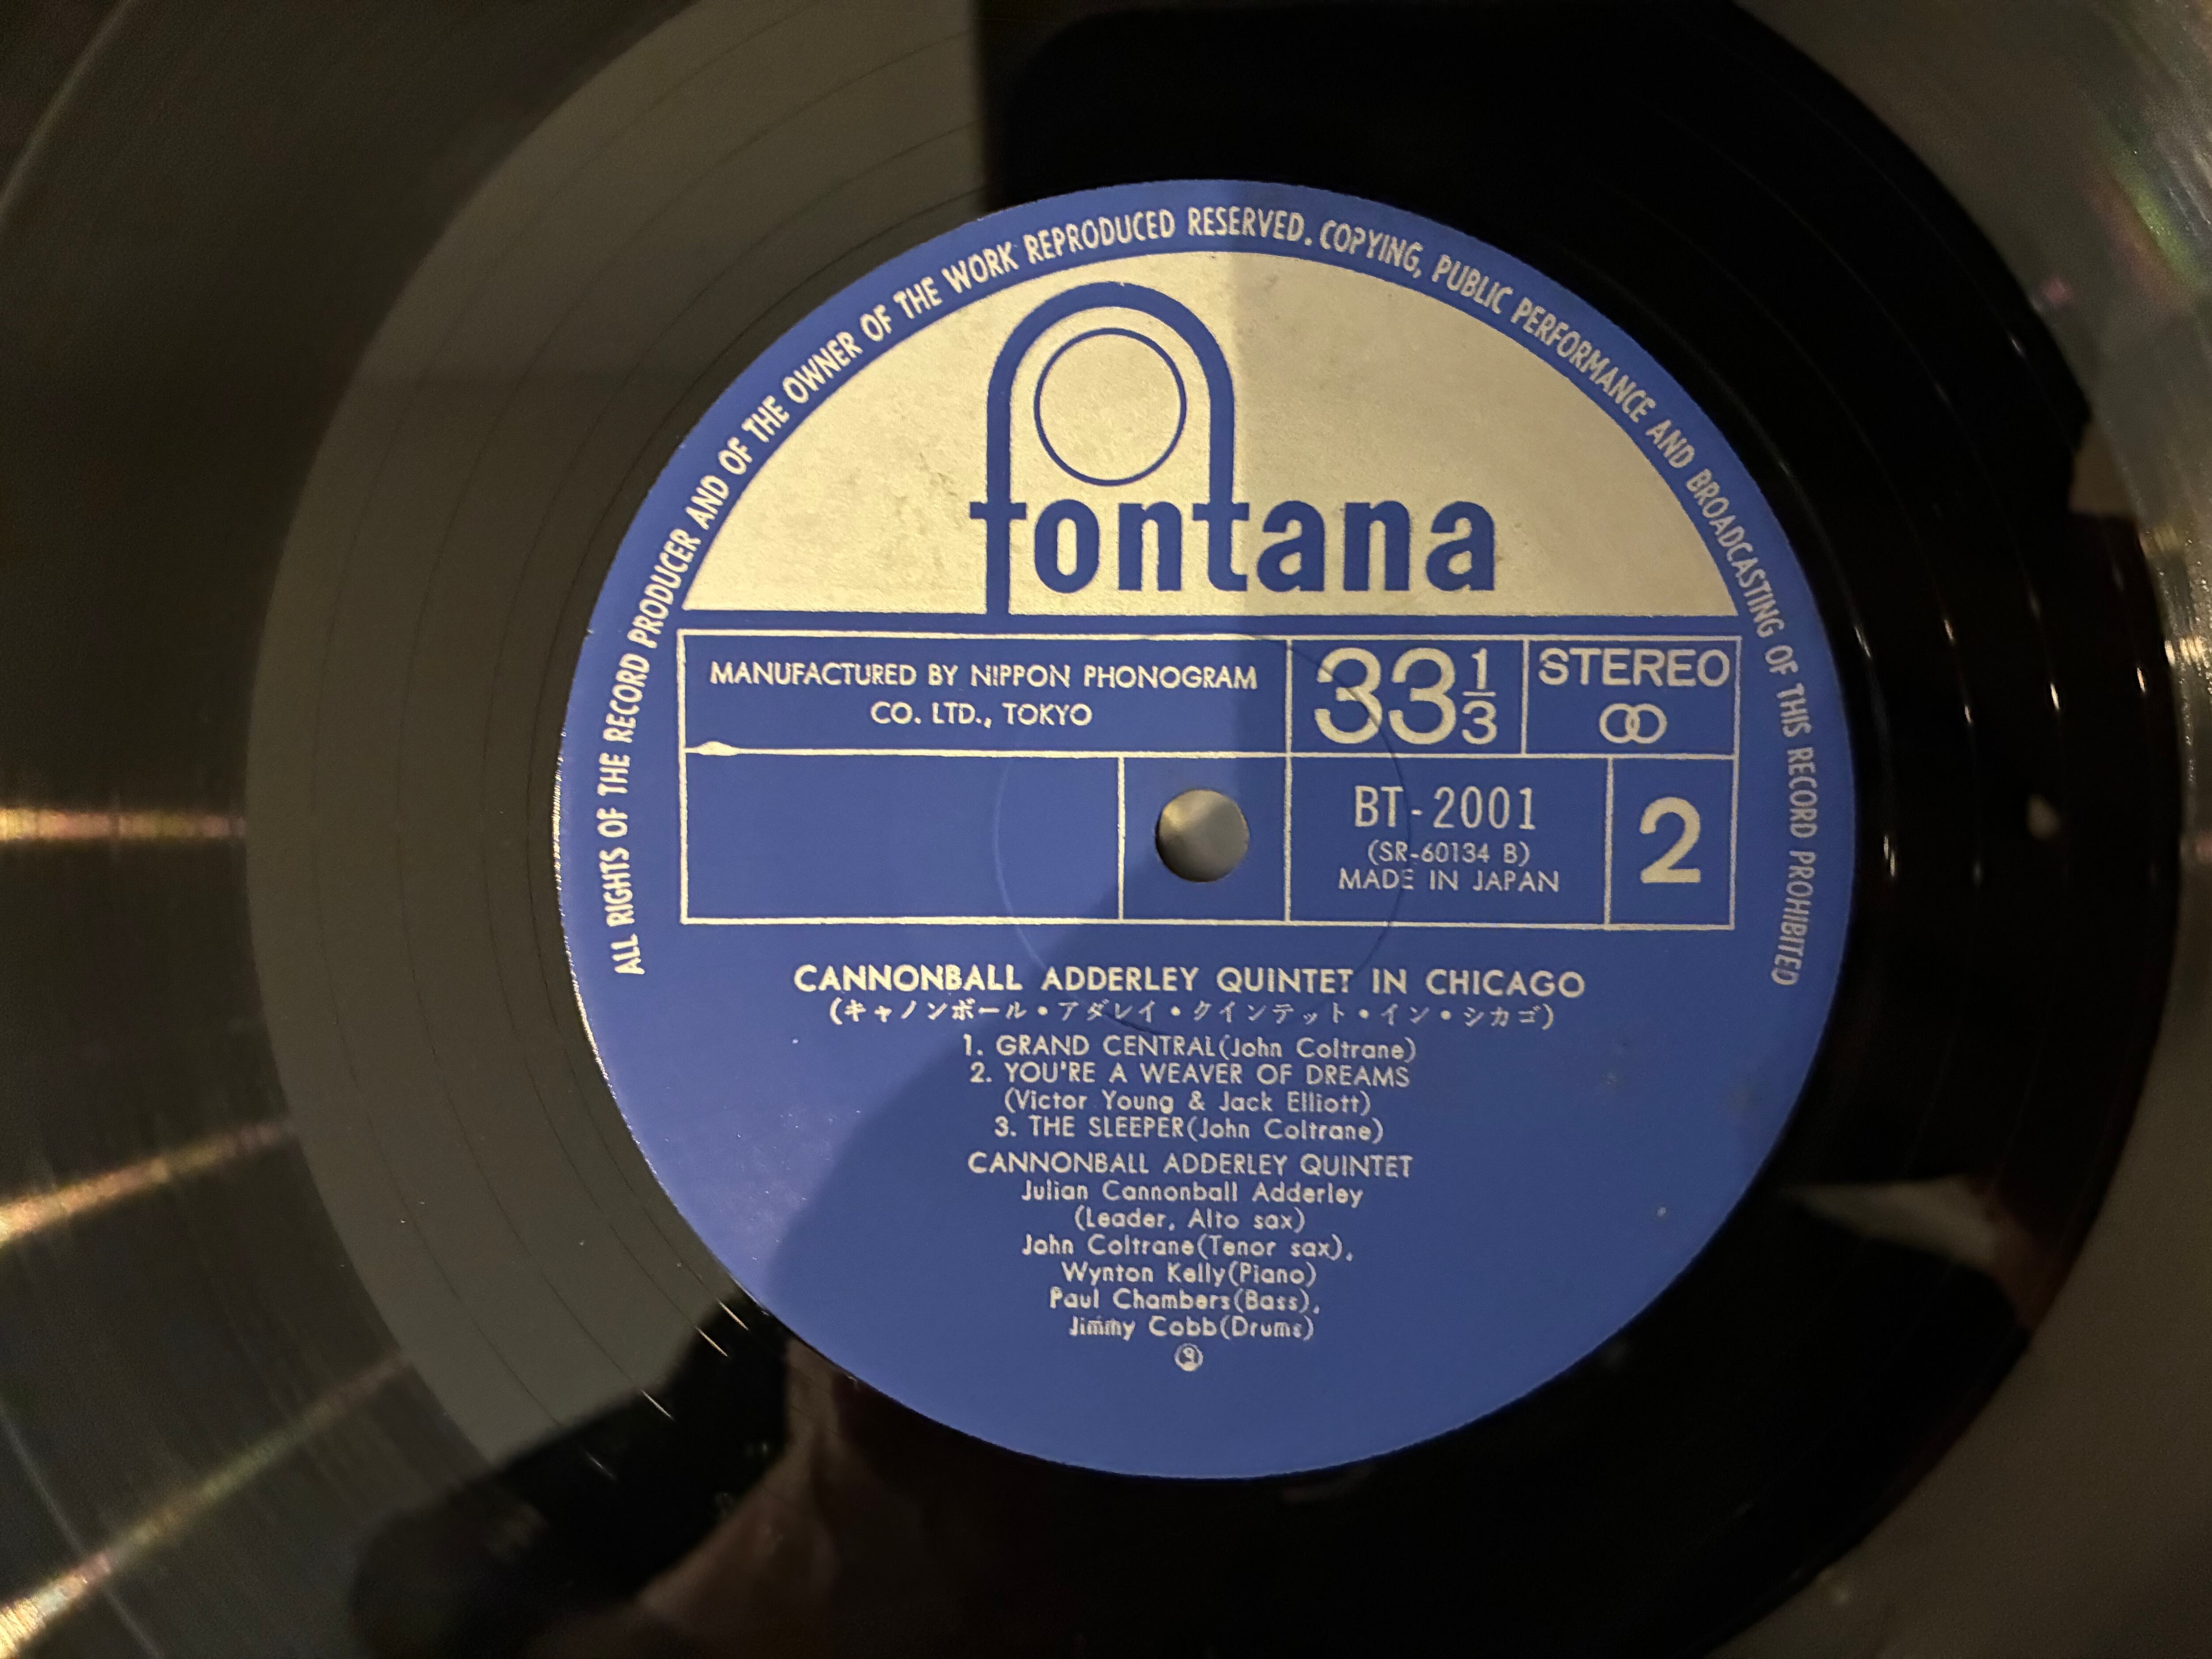 ALL RIGHTS OF THE RECORD PRODUCER AND OF THE OWNER OF THE WORK REPRODUCED RESERVED. COPYING, PUBLIC PERFORMANCE AND BROADCASTING OF THIS RECORD PROHIBITED
fontana
MANUFACTURED BY NIPPON PHONOGRAM
CO. LTD., TOKYO
33 1/3
STEREO
BT-2001
(SR-60134 B)
MADE IN JAPAN
2
CANNONBALL ADDERLEY QUINTET IN CHICAGO
(キャノンボール・アダレイ・クインテット・イン・シカゴ)
1. GRAND CENTRAL(John Coltrane)
2. YOU'RE A WEAVER OF DREAMS
(Victor Young & Jack Elliott)
3. THE SLEEPER(John Coltrane)
CANNONBALL ADDERLEY QUINTET
Julian Cannonball Adderley
(Leader, Alto sax)
John Coltrane(Tenor sax),
Wynton Kelly(Piano)
Paul Chambers(Bass),
Jimmy Cobb(Drums)